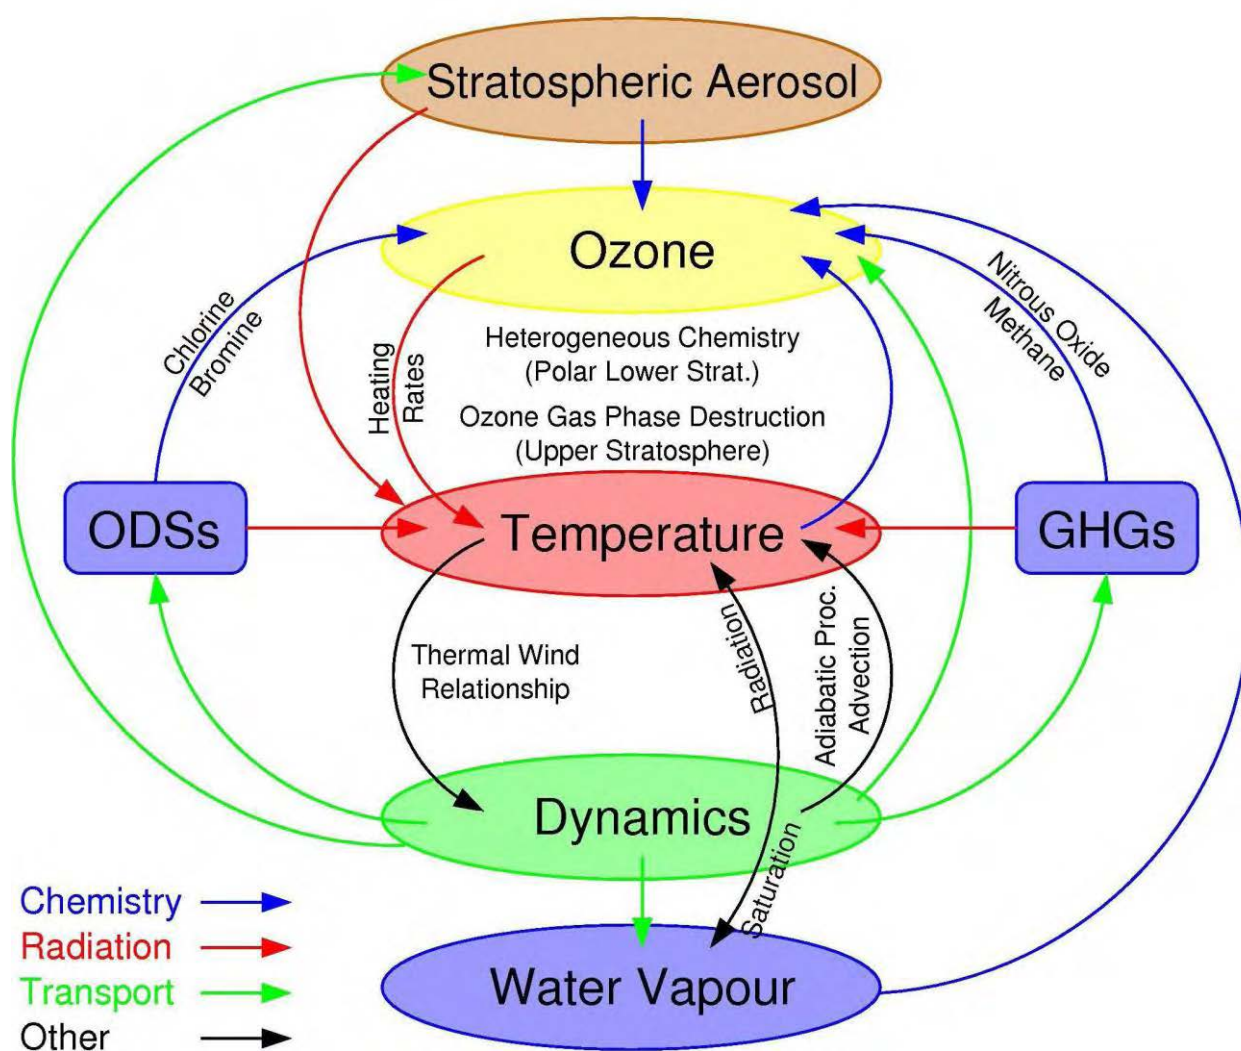 Stratospheric Aerosol
Ozone
Chlorine
Bromine
Nitrous Oxide
Methane
Heating
Rates
Heterogeneous Chemistry
(Polar Lower Strat.)
Ozone Gas Phase Destruction
(Upper Stratosphere)
ODSs
Temperature
GHGs
Thermal Wind
Relationship
Radiation
Adiabatic Proc.
Advection
Dynamics
Saturation
Water Vapour
Chemistry
Radiation
Transport
Other